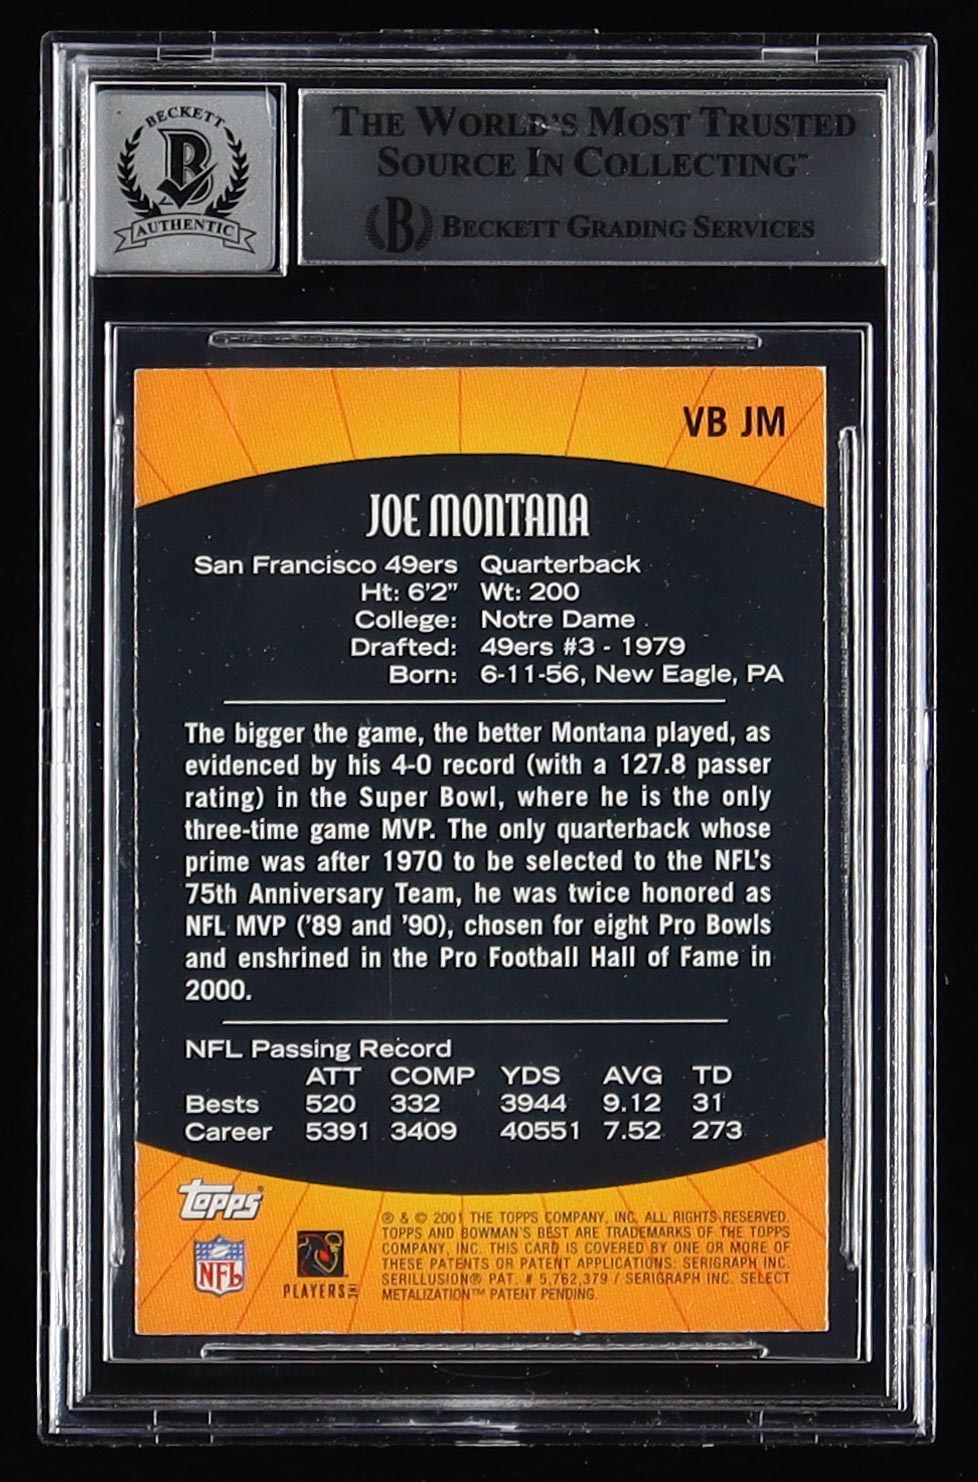 BECKETT
B
AUTHENTIC
THE WORLD'S MOST TRUSTED
SOURCE IN COLLECTING™
B BECKETT GRADING SERVICES
VB JM
JOE MONTANA
San Francisco 49ers Quarterback
Ht: 6'2" Wt: 200
College: Notre Dame
Drafted: 49ers #3 - 1979
Born: 6-11-56, New Eagle, PA
The bigger the game, the better Montana played, as
evidenced by his 4-0 record (with a 127.8 passer
rating) in the Super Bowl, where he is the only
three-time game MVP. The only quarterback whose
prime was after 1970 to be selected to the NFL's
75th Anniversary Team, he was twice honored as
NFL MVP ('89 and '90), chosen for eight Pro Bowls
and enshrined in the Pro Football Hall of Fame in
2000.
NFL Passing Record
ATT COMP YDS AVG TD
Bests 520 332 3944 9.12 31
Career 5391 3409 40551 7.52 273
Topps®
NFL
PLAYERS INC
® & © 2001 THE TOPPS COMPANY, INC. ALL RIGHTS RESERVED.
TOPPS AND BOWMAN'S BEST ARE TRADEMARKS OF THE TOPPS
COMPANY, INC. THIS CARD IS COVERED BY ONE OR MORE OF
THESE PATENTS OR PATENT APPLICATIONS: SERIGRAPH INC.
SERILLUSION® PAT. # 5,762,379 / SERIGRAPH INC. SELECT
METALIZATION™ PATENT PENDING.